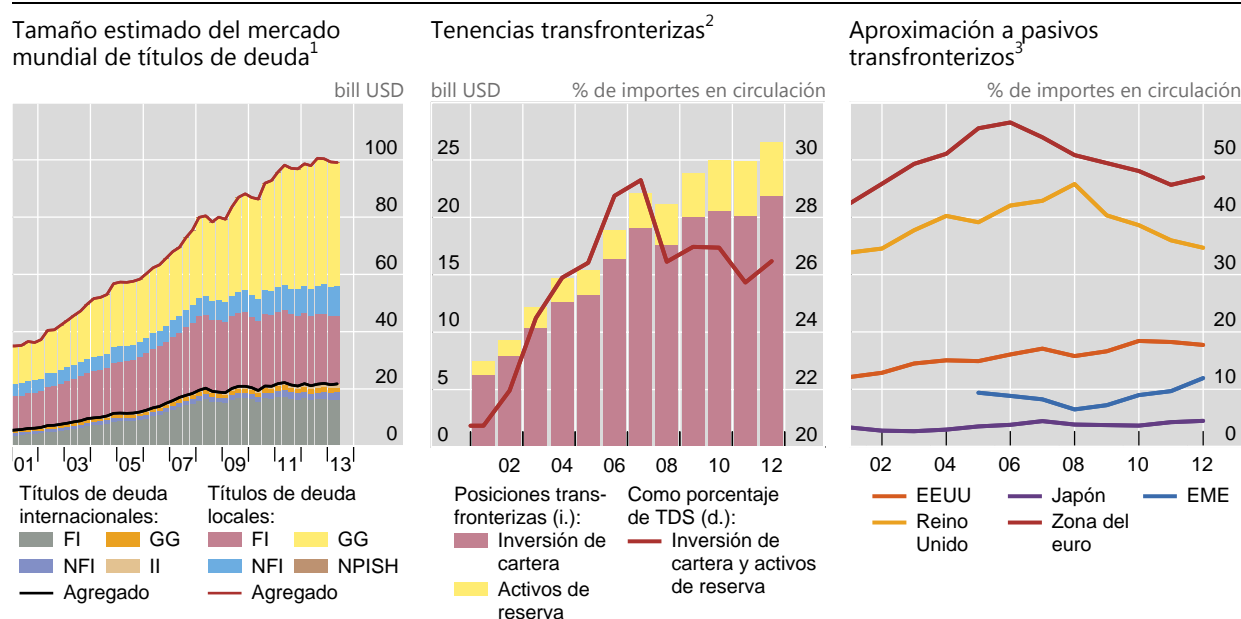 Tamaño estimado del mercado
mundial de títulos de deuda1
bill USD
100
80
60
40
20
0
01 03 05 07 09 11 13
Títulos de deuda
internacionales:
FI GG
NFI II
Agregado
Títulos de deuda
locales:
FI GG
NFI NPISH
Agregado
Tenencias transfronterizas2
bill USD % de importes en circulación
25
20
15
10
5
0
30
28
26
24
22
20
02 04 06 08 10 12
Posiciones trans-
fronterizas (i.):
Inversión de
cartera
Activos de
reserva
Como porcentaje
de TDS (d.):
Inversión de
cartera y activos
de reserva
Aproximación a pasivos
transfronterizos3
% de importes en circulación
50
40
30
20
10
0
02 04 06 08 10 12
EEUU
Reino
Unido
Japón
Zona del
euro
EME